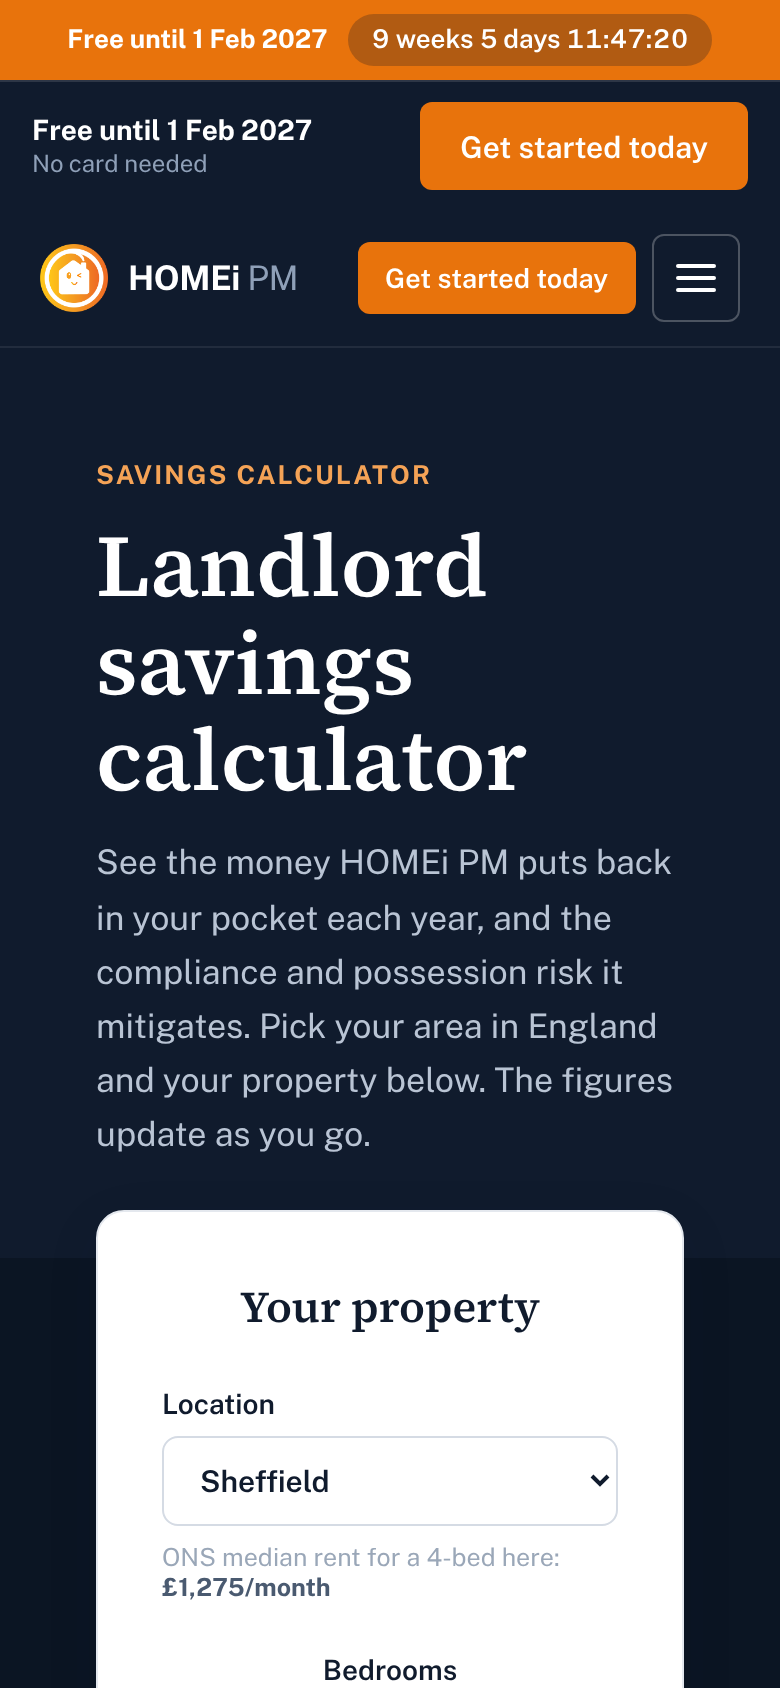 Free until 1 Feb 2027 9 weeks 5 days 11:47:20
Free until 1 Feb 2027
No card needed
Get started today
HOMEi PM
Get started today
SAVINGS CALCULATOR
Landlord
savings
calculator
See the money HOMEi PM puts back
in your pocket each year, and the
compliance and possession risk it
mitigates. Pick your area in England
and your property below. The figures
update as you go.
Your property
Location
Sheffield
ONS median rent for a 4-bed here:
£1,275/month
Bedrooms